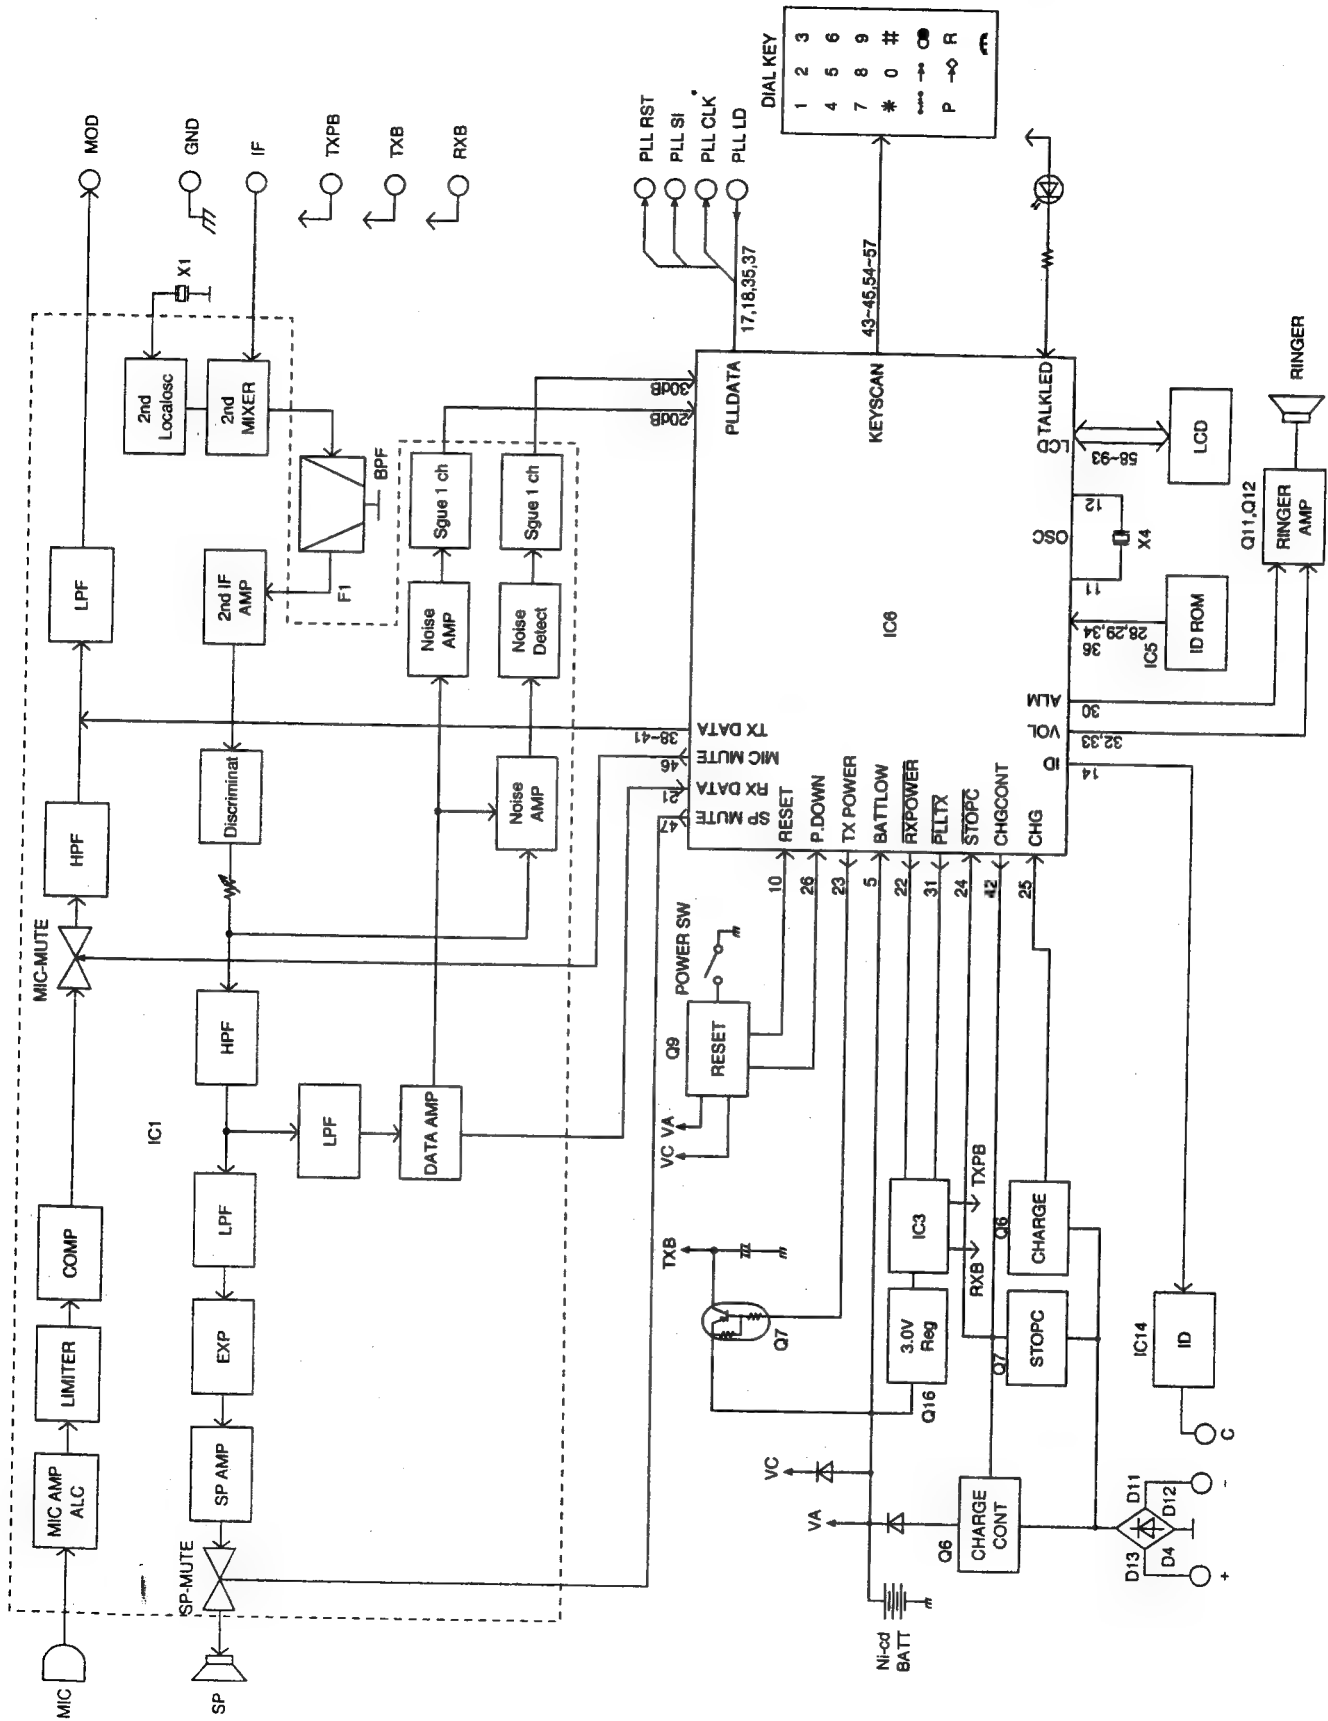 MIC
MIC AMP
ALC
LIMITER
COMP
MIC-MUTE
HPF
LPF
MOD
GND
IF
TXPB
TXB
RXB
X1
2nd
Localosc
2nd
MIXER
BPF
F1
2nd IF
AMP
Discriminat
HPF
LPF
EXP
SP AMP
SP-MUTE
SP
IC1
LPF
DATA AMP
Noise
AMP
Noise
AMP
Noise
Detect
Sgue 1 ch
Sgue 1 ch
20dB
30dB
PLL RST
PLL SI
PLL CLK
PLL LD
17,18,35,37
PLLDATA
DIAL KEY
1 2 3
4 5 6
7 8 9
* 0 #
P R
43~45,54~57
KEYSCAN
TALKLED
LCD
58~93
LCD
OSC
12
11
X4
IC6
28,29,34
36
IC5
ID ROM
Q11,Q12
RINGER
AMP
RINGER
ALM
30
VOL
32,33
ID
14
TX DATA
38~41
MIC MUTE
46
RX DATA
21
SP MUTE
47
RESET
10
P.DOWN
26
TX POWER
23
BATTLOW
5
RXPOWER
22
PLLTX
31
STOPC
24
CHGCONT
42
CHG
25
POWER SW
Q9
RESET
VC VA
TXB
Q7
IC3
3.0V
Reg
Q16
RXB
TXPB
Q6
CHARGE
Q7
STOPC
VC
VA
Q6
CHARGE
CONT
Ni-cd
BATT
D13
D11
D4
D12
+
-
IC14
ID
C